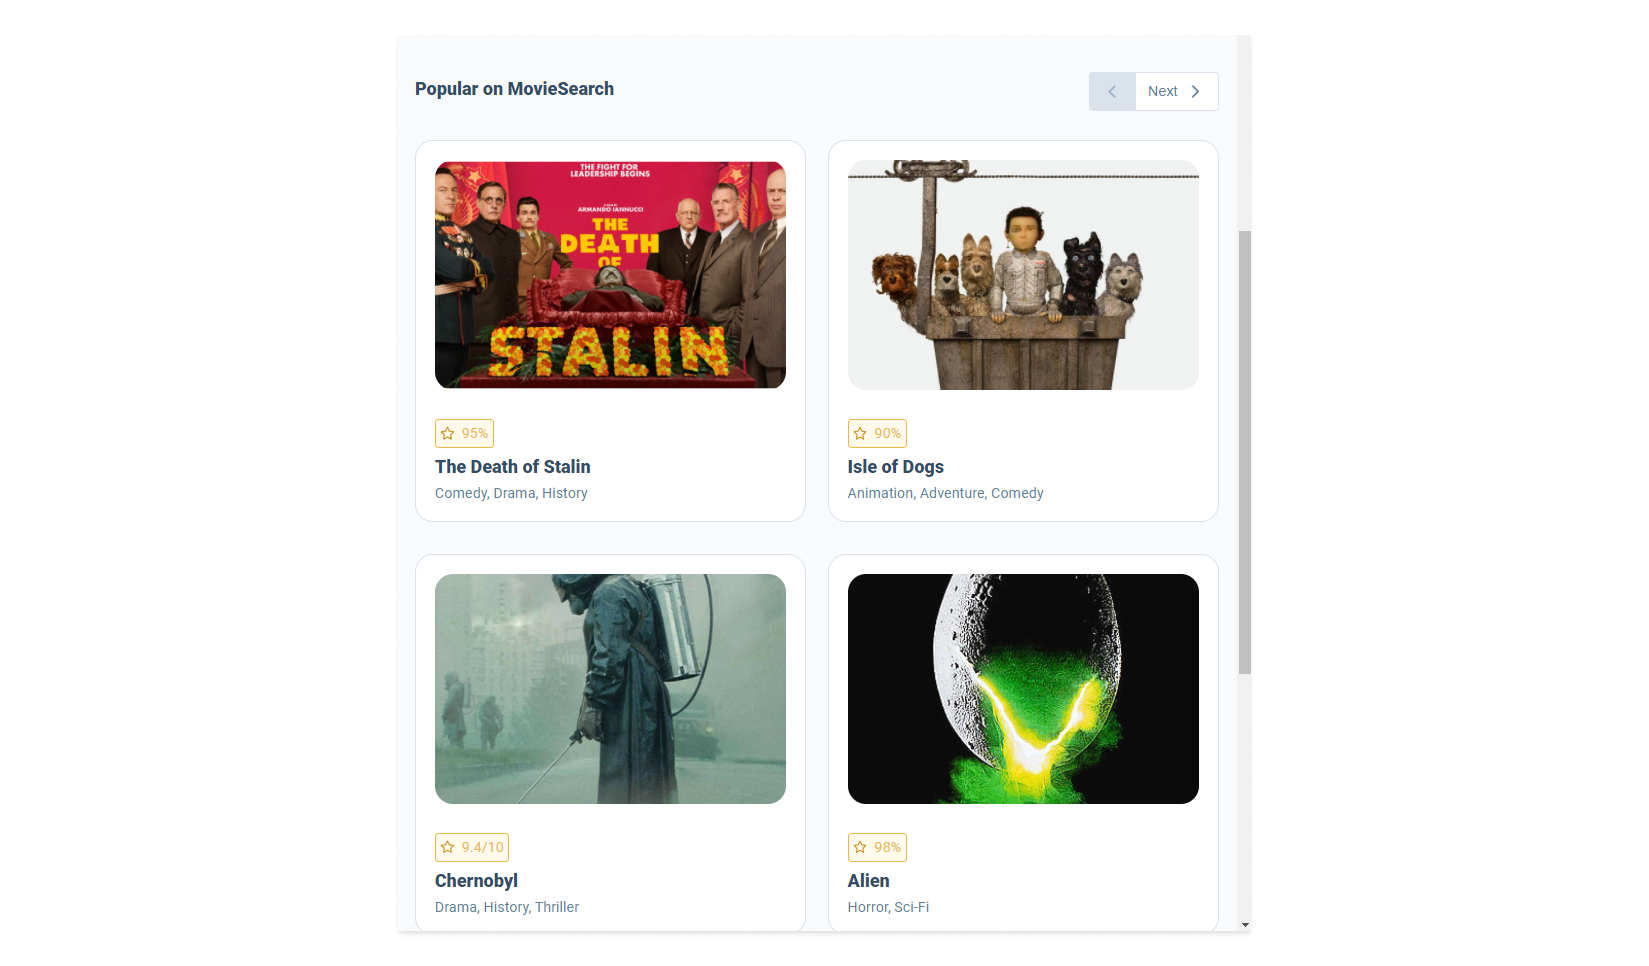 Popular on MovieSearch
Next
THE FIGHT FOR
LEADERSHIP BEGINS
ARMANDO IANNUCCI
THE
DEATH
OF
STALIN
95%
The Death of Stalin
Comedy, Drama, History
90%
Isle of Dogs
Animation, Adventure, Comedy
9.4/10
Chernobyl
Drama, History, Thriller
98%
Alien
Horror, Sci-Fi